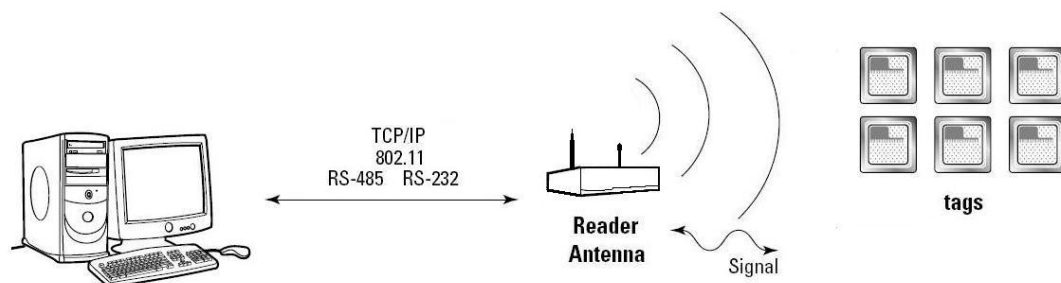 TCP/IP
802.11
RS-485 RS-232
Reader
Antenna
Signal
tags